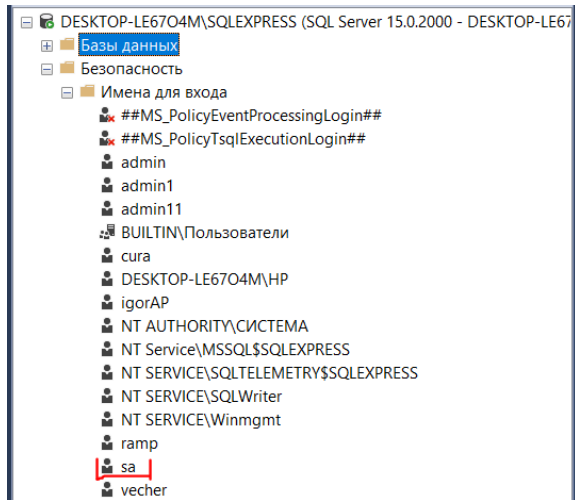 DESKTOP-LE67O4M\SQLEXPRESS (SQL Server 15.0.2000 - DESKTOP-LE67
Базы данных
Безопасность
Имена для входа
##MS_PolicyEventProcessingLogin##
##MS_PolicyTsqlExecutionLogin##
admin
admin1
admin11
BUILTIN\Пользователи
cura
DESKTOP-LE67O4M\HP
igorAP
NT AUTHORITY\СИСТЕМА
NT Service\MSSQL$SQLEXPRESS
NT SERVICE\SQLTELEMETRY$SQLEXPRESS
NT SERVICE\SQLWriter
NT SERVICE\Winmgmt
ramp
sa
vecher